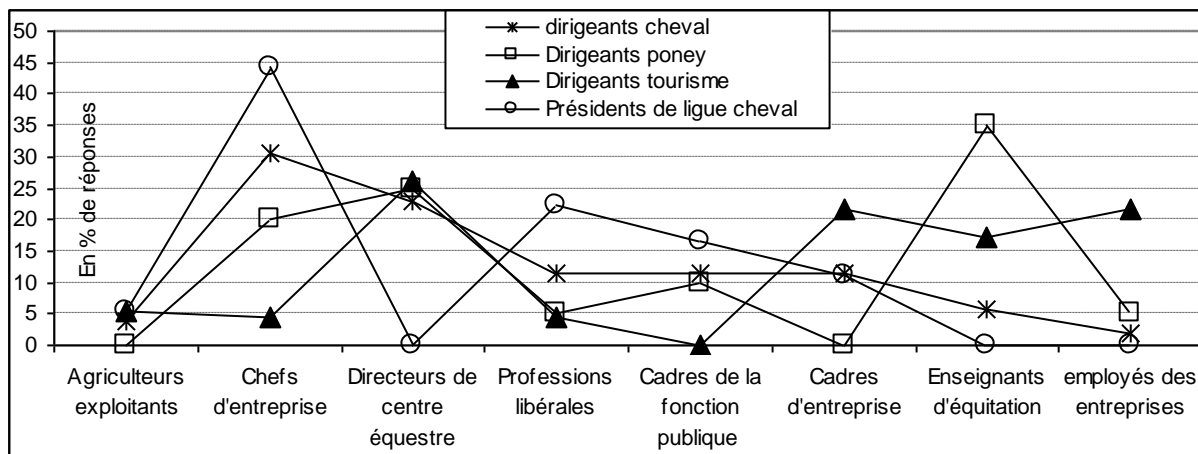 dirigeants cheval
Dirigeants poney
Dirigeants tourisme
Présidents de ligue cheval
En % de réponses
50
45
40
35
30
25
20
15
10
5
0
Agriculteurs
exploitants
Chefs
d'entreprise
Directeurs de
centre
équestre
Professions
libérales
Cadres de la
fonction
publique
Cadres
d'entreprise
Enseignants
d'équitation
employés des
entreprises